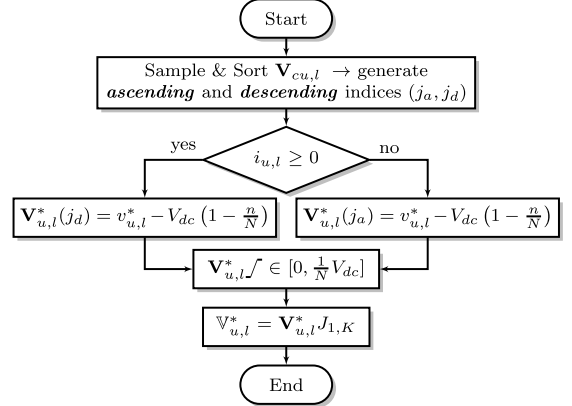 Start
Sample & Sort V_{cu,l} → generate
ascending and descending indices (j_a, j_d)
i_{u,l} ≥ 0
yes
no
V^*_{u,l}(j_d) = v^*_{u,l} − V_{dc} (1 − n/N)
V^*_{u,l}(j_a) = v^*_{u,l} − V_{dc} (1 − n/N)
V^*_{u,l} ∈ [0, 1/N V_{dc}]
𝕍^*_{u,l} = V^*_{u,l} J_{1,K}
End